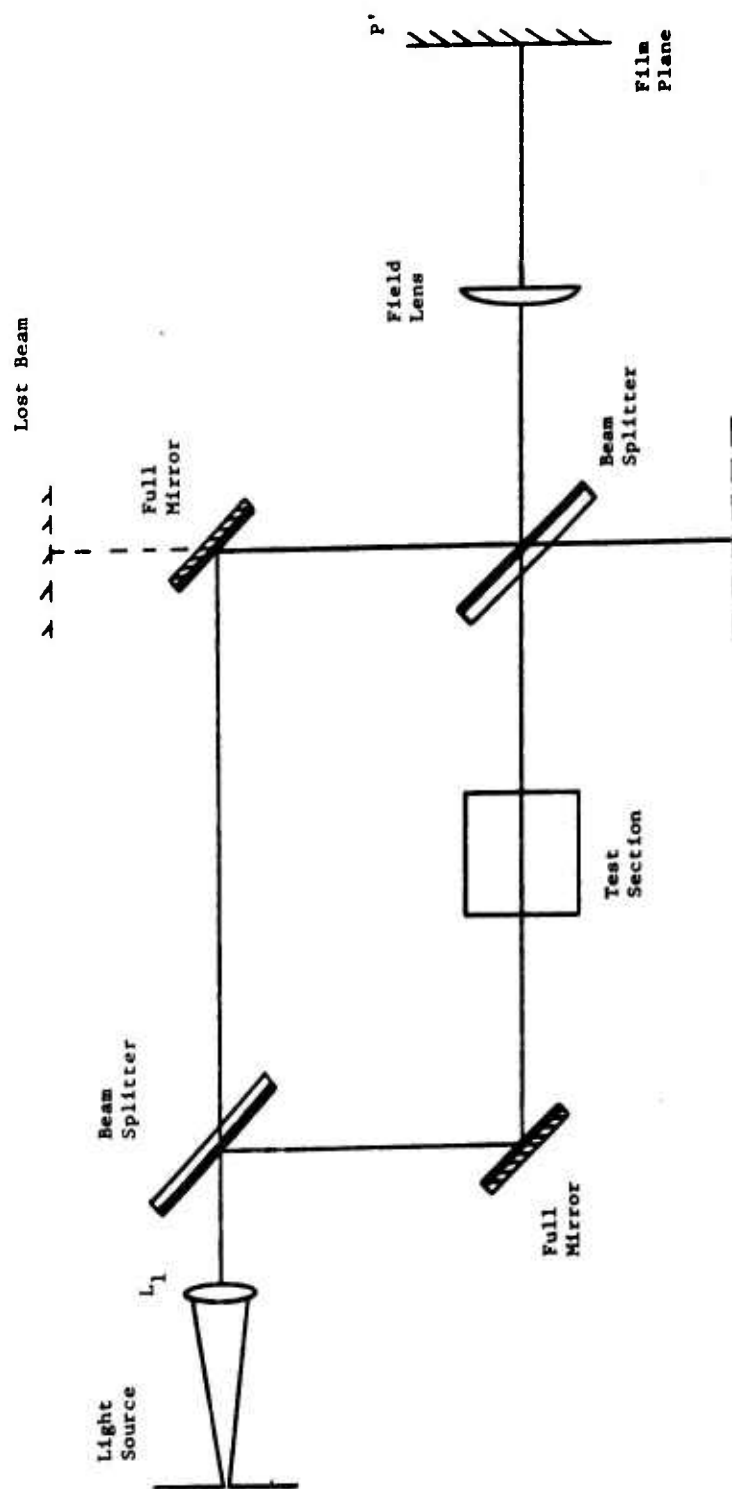 Light
Source
L1
Beam
Splitter
Full
Mirror
Test
Section
Full
Mirror
Lost Beam
Beam
Splitter
Field
Lens
P'
Film
Plane